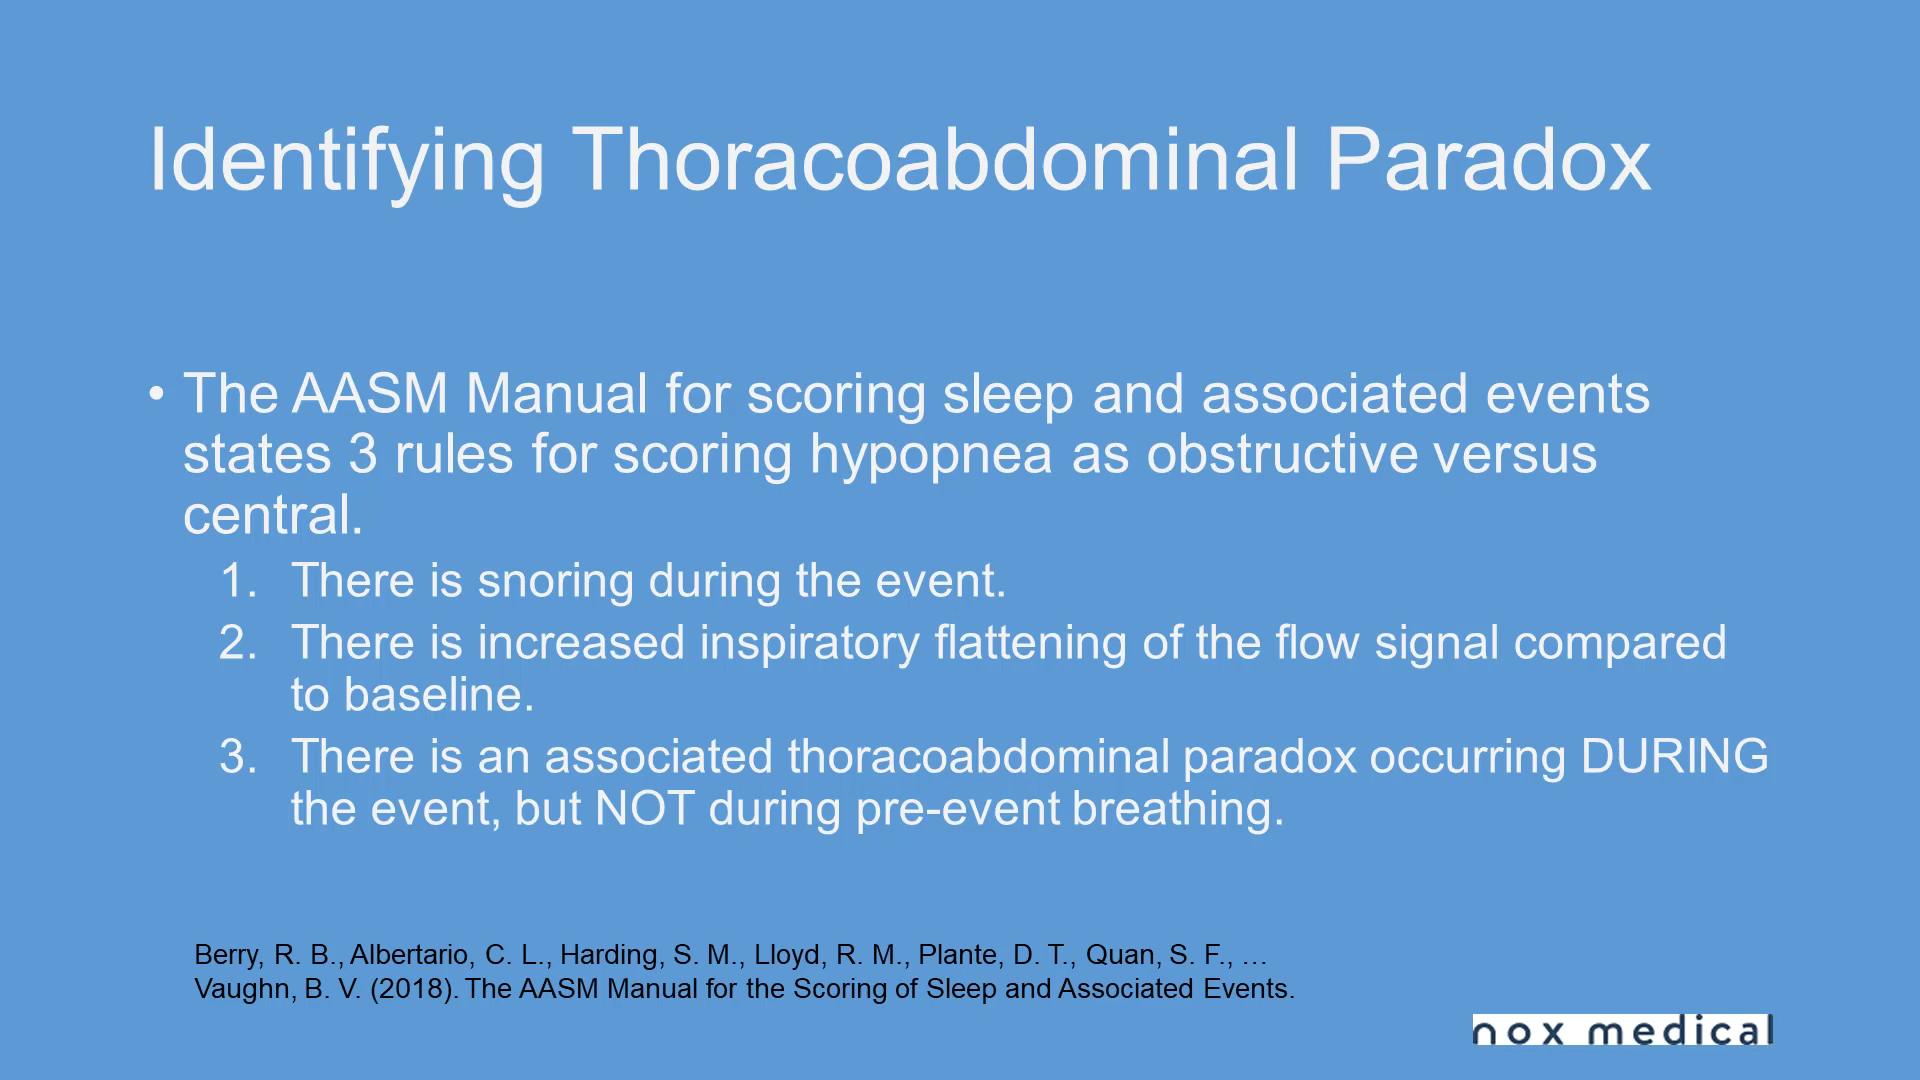 Identifying Thoracoabdominal Paradox
• The AASM Manual for scoring sleep and associated events
states 3 rules for scoring hypopnea as obstructive versus
central.
1. There is snoring during the event.
2. There is increased inspiratory flattening of the flow signal compared
to baseline.
3. There is an associated thoracoabdominal paradox occurring DURING
the event, but NOT during pre-event breathing.
Berry, R. B., Albertario, C. L., Harding, S. M., Lloyd, R. M., Plante, D. T., Quan, S. F., …
Vaughn, B. V. (2018). The AASM Manual for the Scoring of Sleep and Associated Events.
nox medical